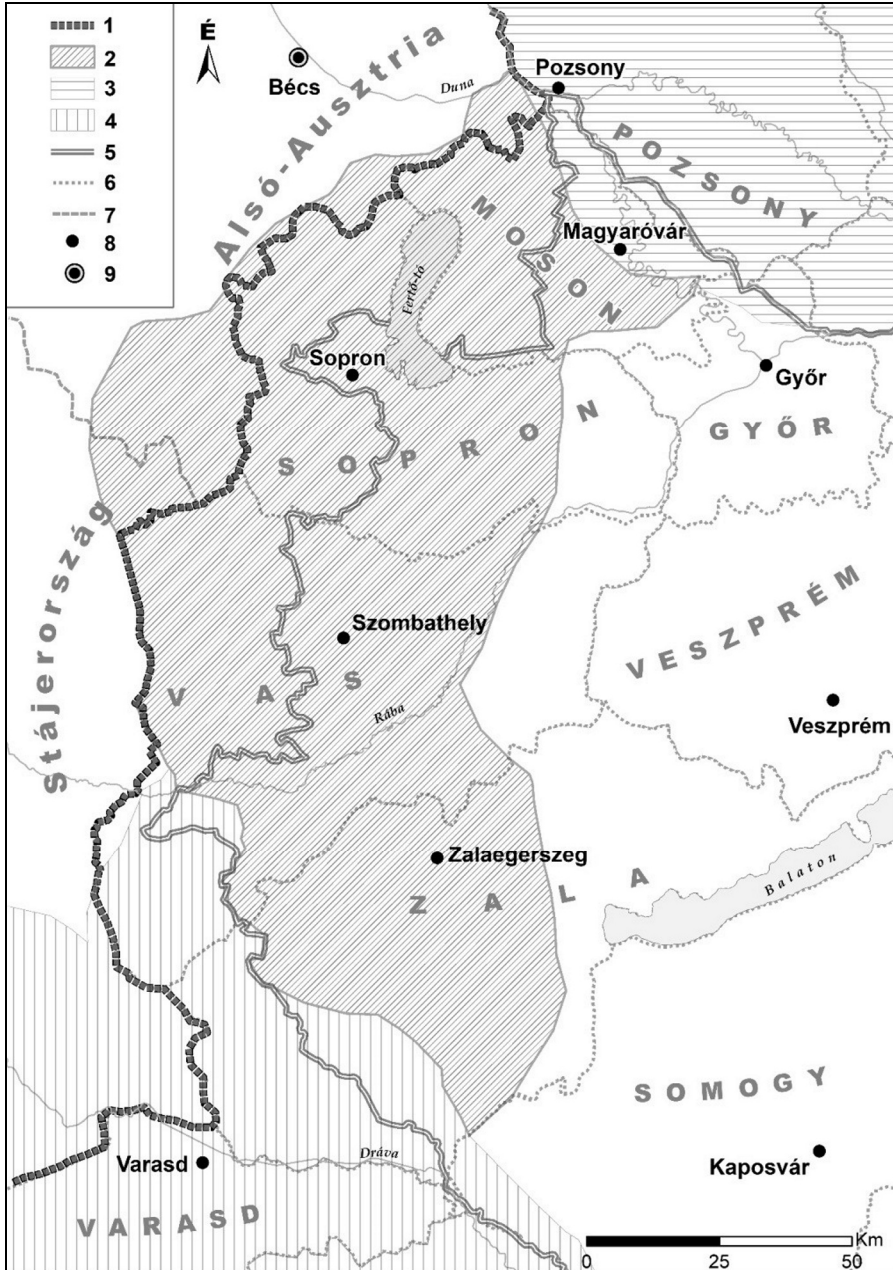 1
2
3
4
5
6
7
8
9
É
Bécs
Duna
Alsó-Ausztria
Pozsony
POZSONY
MOSON
Magyaróvár
Fertő-tó
Sopron
Győr
SOPRON
GYŐR
Stájerország
Szombathely
VESZPRÉM
VAS
Rába
Veszprém
Zalaegerszeg
ZALA
Balaton
SOMOGY
Dráva
Varasd
Kaposvár
VARASD
Km
0 25 50